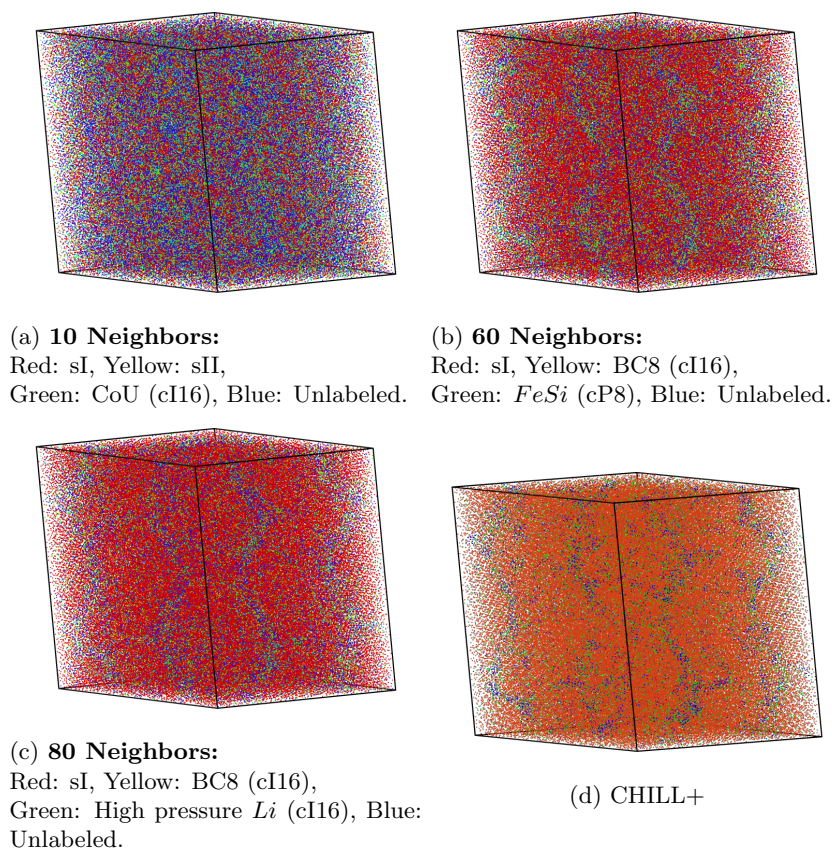 (a) 10 Neighbors:
Red: sI, Yellow: sII,
Green: CoU (cI16), Blue: Unlabeled.
(b) 60 Neighbors:
Red: sI, Yellow: BC8 (cI16),
Green: FeSi (cP8), Blue: Unlabeled.
(c) 80 Neighbors:
Red: sI, Yellow: BC8 (cI16),
Green: High pressure Li (cI16), Blue:
Unlabeled.
(d) CHILL+